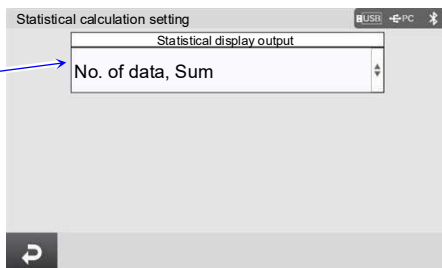 Statistical calculation setting
USB PC
Statistical display output
No. of data, Sum